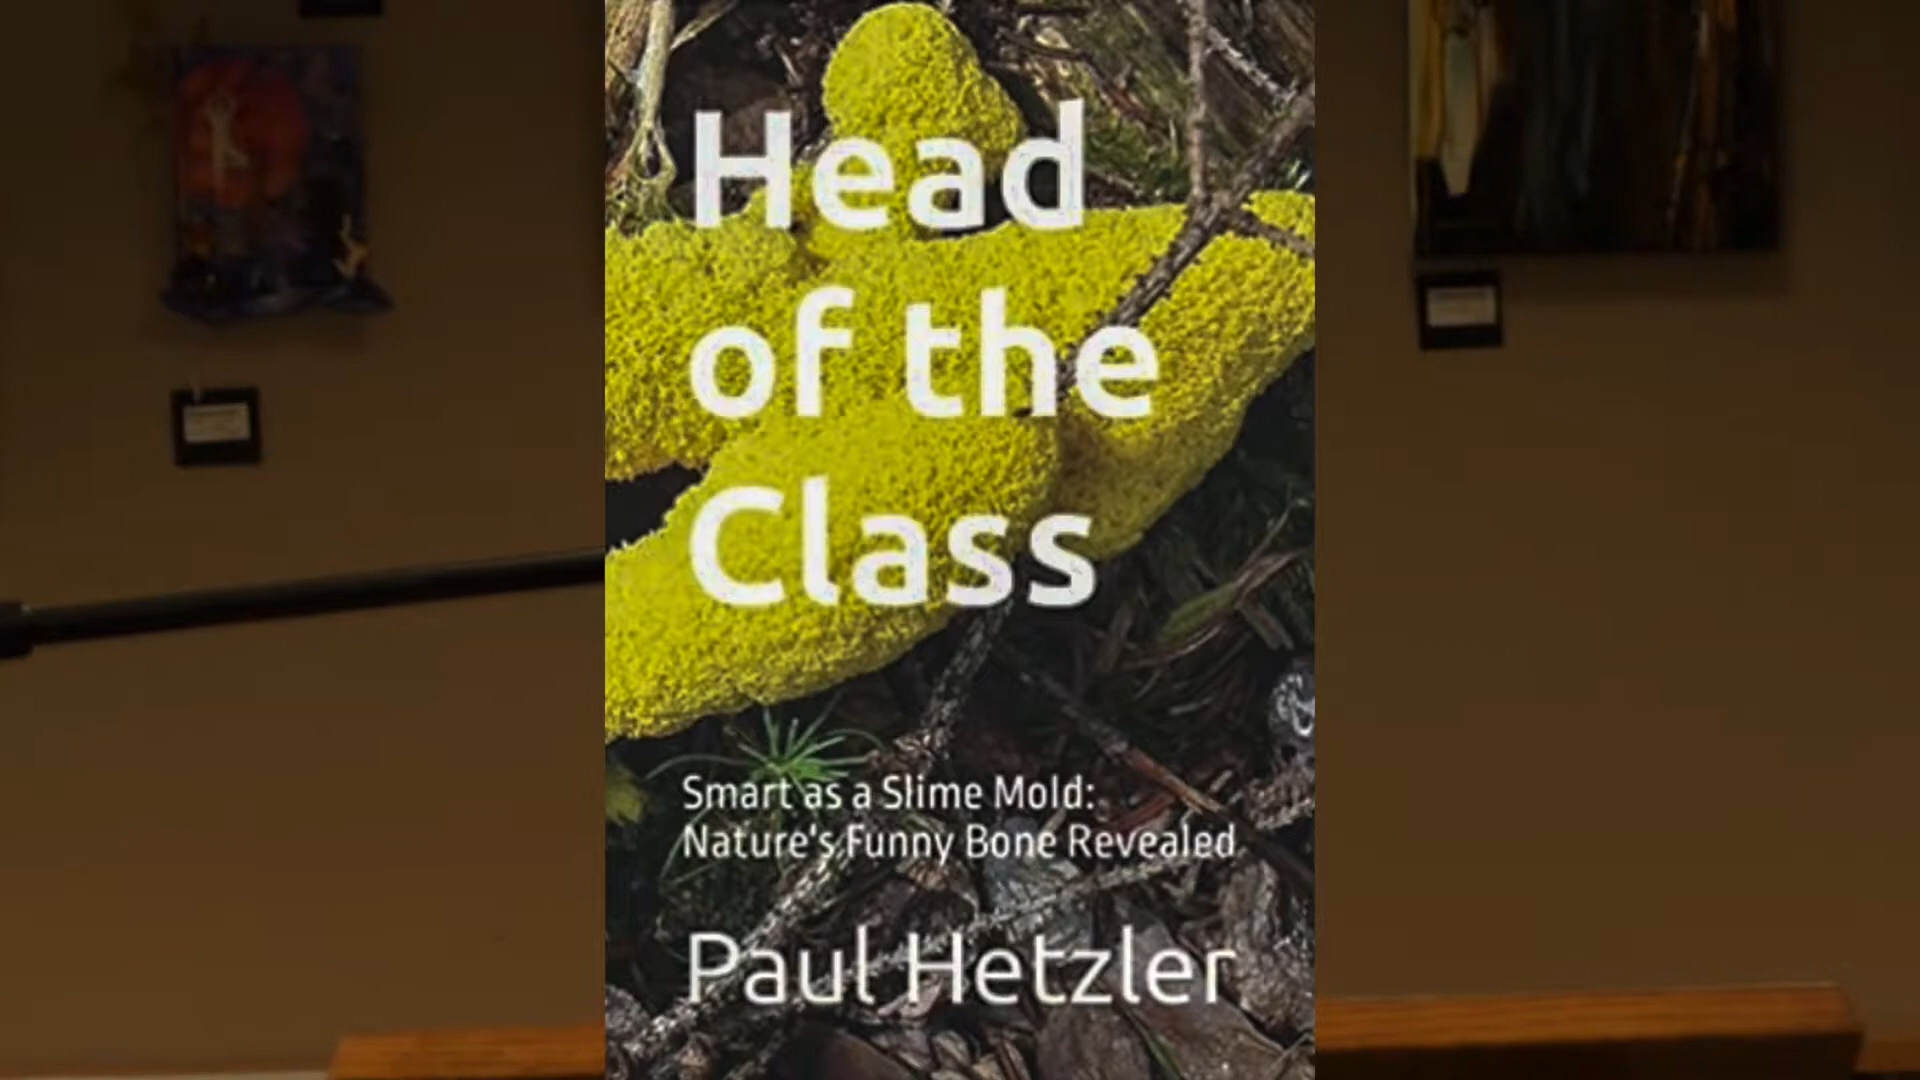 Head
of the
Class
Smart as a Slime Mold:
Nature's Funny Bone Revealed
Paul Hetzler